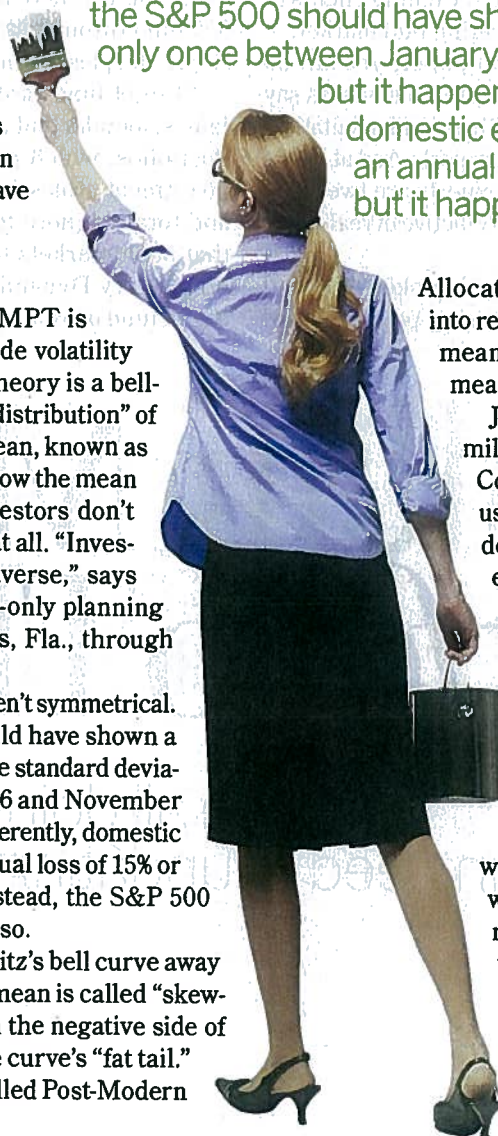 the S&P 500 should have sh
only once between January
but it happen
domestic e
an annual
but it happ
s
n
ave
MPT is
de volatility
heory is a bell-
distribution" of
ean, known as
ow the mean
estors don't
t all. "Inves-
verse," says
-only planning
s, Fla., through
en't symmetrical.
ld have shown a
e standard devia-
6 and November
erently, domestic
ual loss of 15% or
stead, the S&P 500
so.
itz's bell curve away
mean is called "skew-
n the negative side of
e curve's "fat tail."
lled Post-Modern
Allocat
into re
mean
mea
J
mil
Co
us
de
e
w
w
r